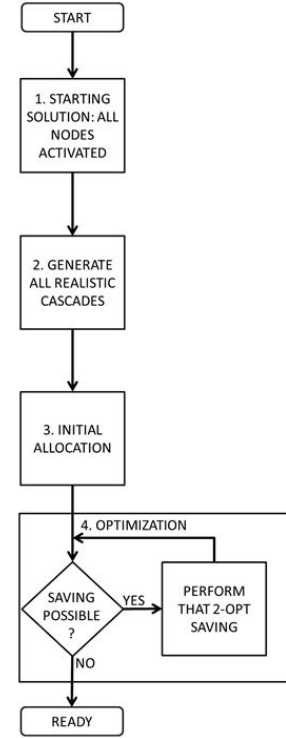 START
1. STARTING
SOLUTION: ALL
NODES
ACTIVATED
2. GENERATE
ALL REALISTIC
CASCADES
3. INITIAL
ALLOCATION
4. OPTIMIZATION
SAVING
POSSIBLE
?
YES
PERFORM
THAT 2-OPT
SAVING
NO
READY